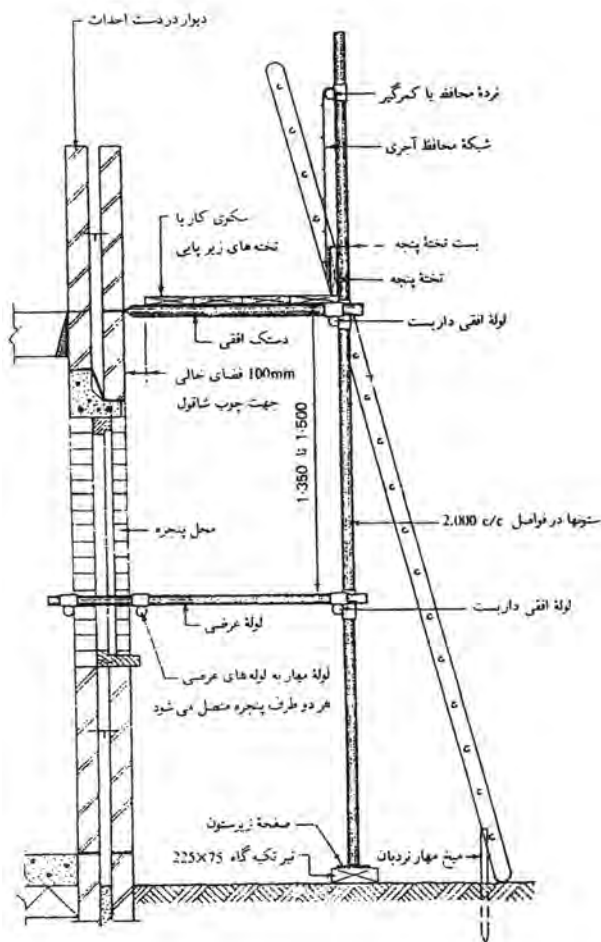 دیوار در دست احداث
نردهٔ محافظ یا کمرگیر
شبکهٔ محافظ آجری
سکوی کار یا
تخته های زیر پایی
بست تختهٔ پنجه
تختهٔ پنجه
لولهٔ افقی داربست
دستک افقی
100mm فضای خالی
جهت چوب شاقول
1.350 تا 1.500
ستونها در فواصل 2.000 c/c
محل پنجره
لولهٔ افقی داربست
لولهٔ عرضی
لولهٔ مهار به لوله های عرضی
هر دو طرف پنجره متصل می شود
صفحهٔ زیرستون
تیر تکیه گاه 75×225
میخ مهار نردبان